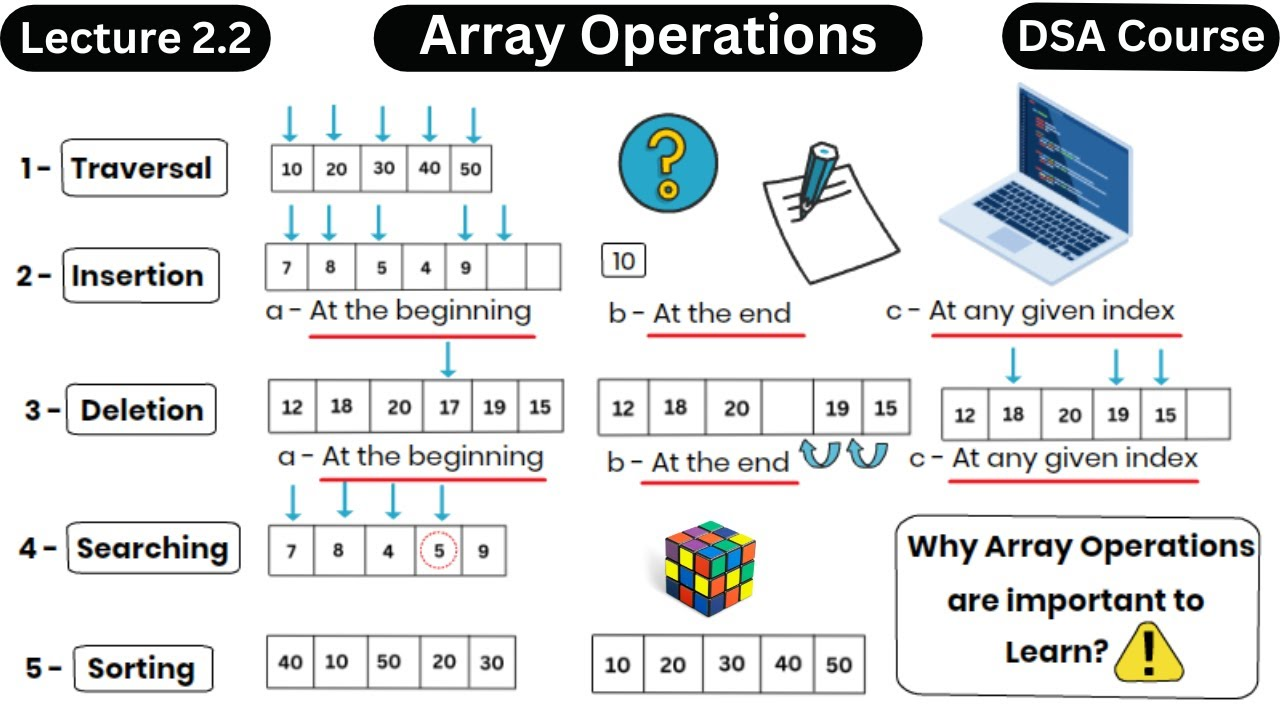 Lecture 2.2
Array Operations
DSA Course
1 - Traversal
10 20 30 40 50
2 - Insertion
7 8 5 4 9
10
a - At the beginning
b - At the end
c - At any given index
3 - Deletion
12 18 20 17 19 15
12 18 20 19 15
12 18 20 19 15
a - At the beginning
b - At the end
c - At any given index
4 - Searching
7 8 4 5 9
Why Array Operations
are important to
Learn?
5 - Sorting
40 10 50 20 30
10 20 30 40 50